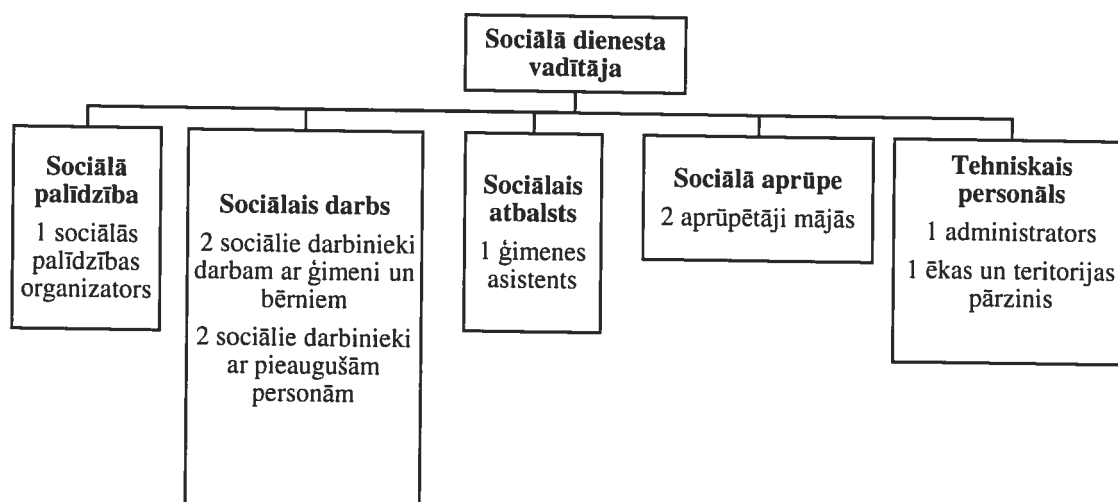 Sociālā dienesta
vadītāja
Sociālā
palīdzība
1 sociālās
palīdzības
organizators
Sociālais darbs
2 sociālie darbinieki
darbam ar ģimeni un
bērniem
2 sociālie darbinieki
ar pieaugušām
personām
Sociālais
atbalsts
1 ģimenes
asistents
Sociālā aprūpe
2 aprūpētāji mājās
Tehniskais
personāls
1 administrators
1 ēkas un teritorijas
pārzinis